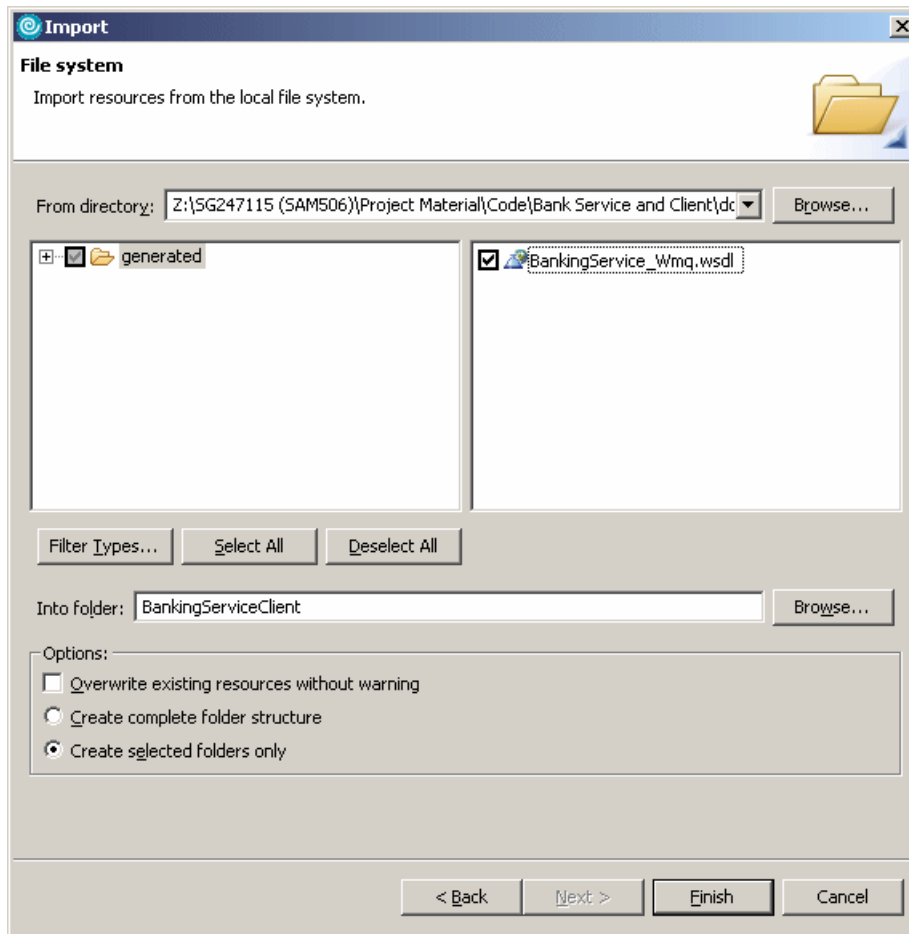 Import
File system
Import resources from the local file system.
From directory: Z:\SG247115 (SAM506)\Project Material\Code\Bank Service and Client\dc Browse...
generated
BankingService_Wmq.wsdl
Filter Types... Select All Deselect All
Into folder: BankingServiceClient Browse...
Options:
Overwrite existing resources without warning
Create complete folder structure
Create selected folders only
< Back Next > Finish Cancel